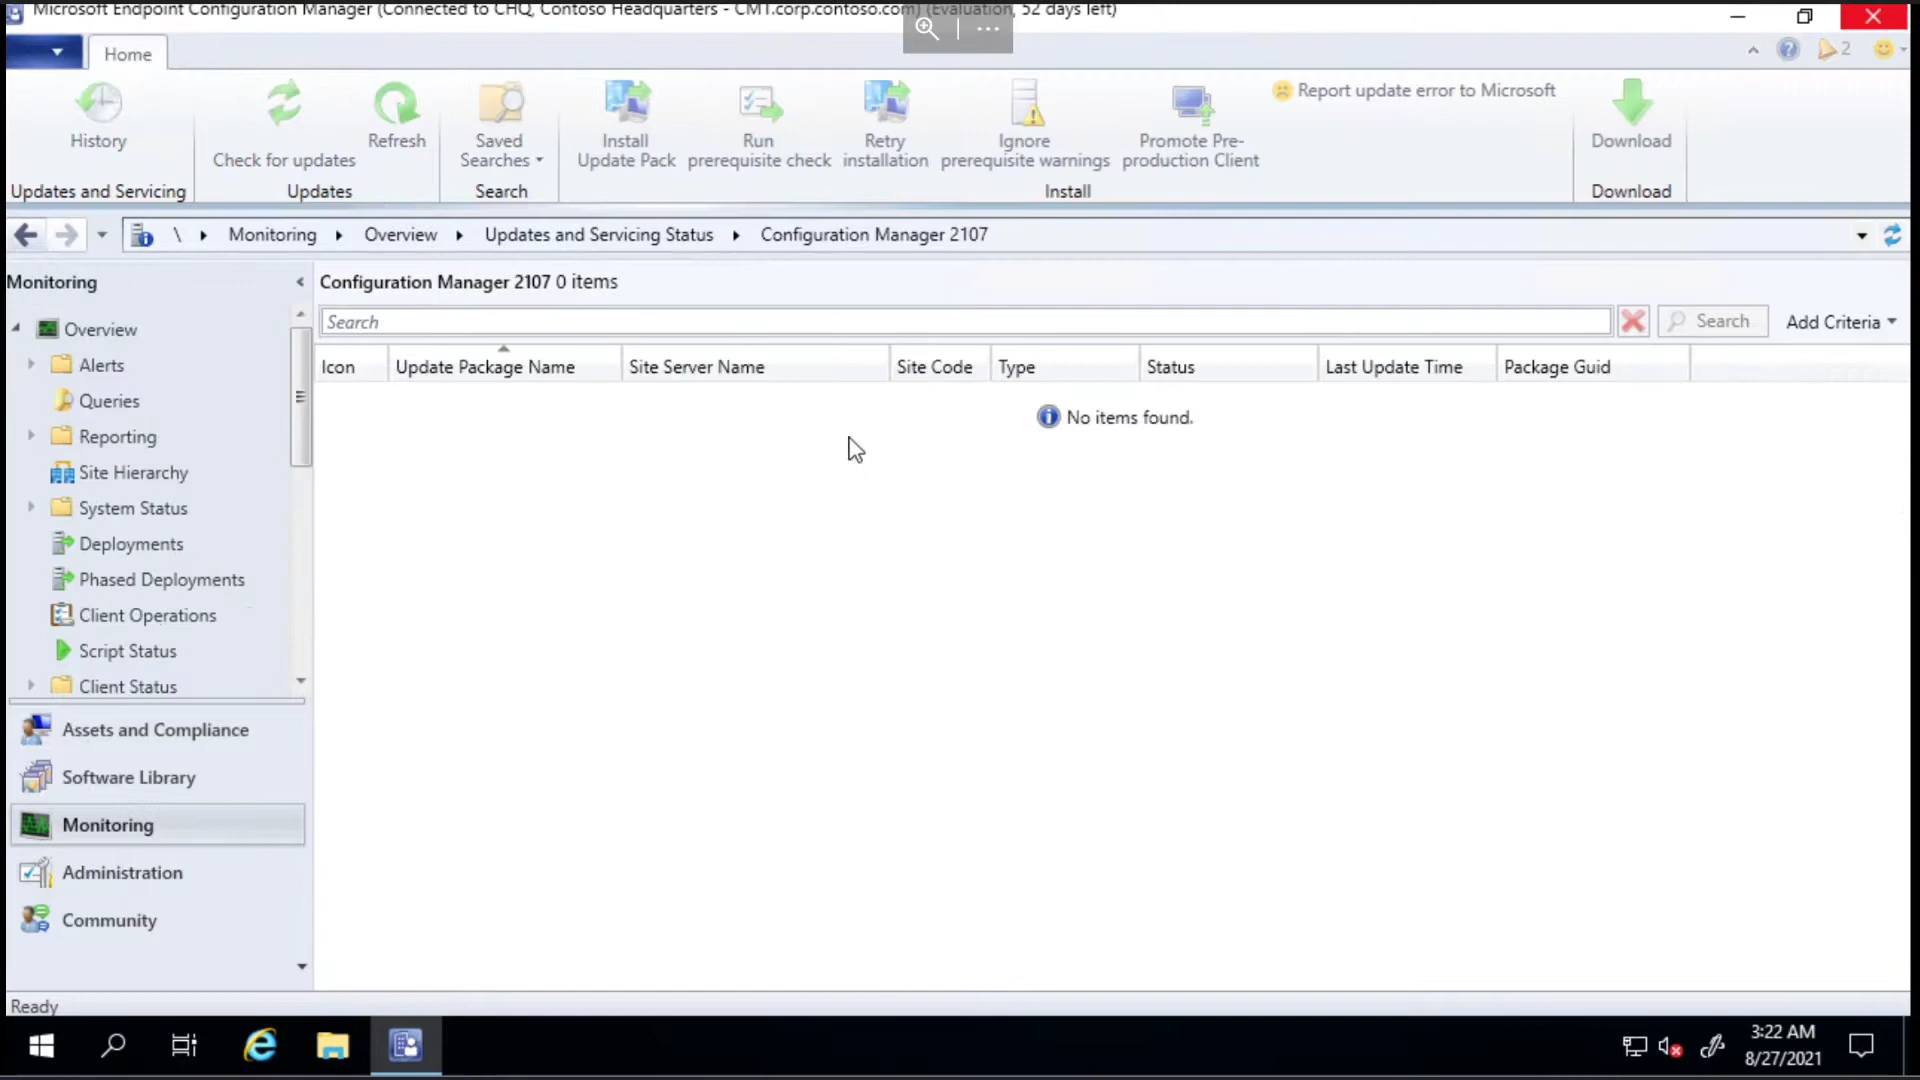 Microsoft Endpoint Configuration Manager (Connected to CHQ, Contoso Headquarters - CMT.corp.contoso.com) (Evaluation, 52 days left)
Home
2
History
Check for updates
Refresh
Saved
Searches
Install
Update Pack
Run
prerequisite check
Retry
installation
Ignore
prerequisite warnings
Promote Pre-
production Client
Report update error to Microsoft
Download
Updates and Servicing
Updates
Search
Install
Download
\ Monitoring Overview Updates and Servicing Status Configuration Manager 2107
Monitoring
Configuration Manager 2107 0 items
Search
Search
Add Criteria
Icon Update Package Name Site Server Name Site Code Type Status Last Update Time Package Guid
No items found.
Overview
Alerts
Queries
Reporting
Site Hierarchy
System Status
Deployments
Phased Deployments
Client Operations
Script Status
Client Status
Assets and Compliance
Software Library
Monitoring
Administration
Community
Ready
3:22 AM
8/27/2021